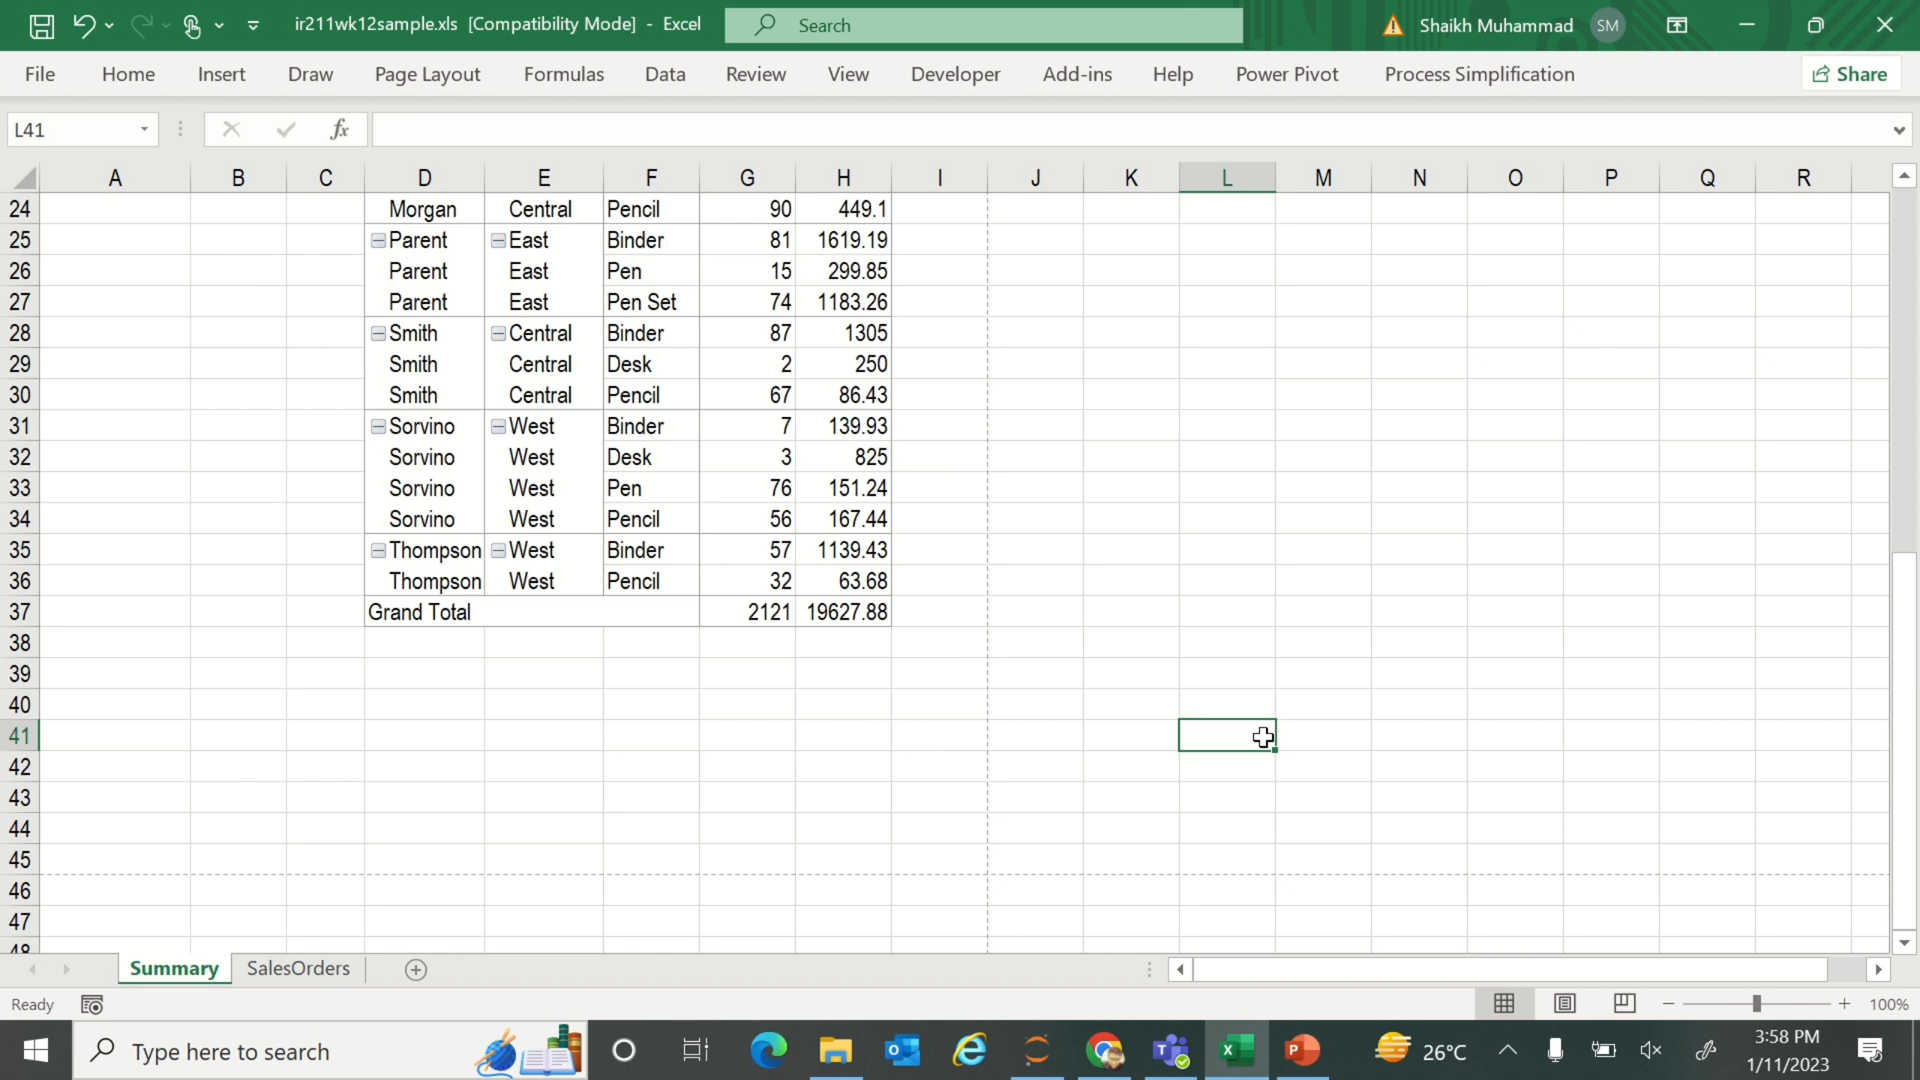 ir211wk12sample.xls [Compatibility Mode] - Excel
Search
Shaikh Muhammad SM
File Home Insert Draw Page Layout Formulas Data Review View Developer Add-ins Help Power Pivot Process Simplification Share
L41 fx
A B C D E F G H I J K L M N O P Q R
24 Morgan Central Pencil 90 449.1
25 Parent East Binder 81 1619.19
26 Parent East Pen 15 299.85
27 Parent East Pen Set 74 1183.26
28 Smith Central Binder 87 1305
29 Smith Central Desk 2 250
30 Smith Central Pencil 67 86.43
31 Sorvino West Binder 7 139.93
32 Sorvino West Desk 3 825
33 Sorvino West Pen 76 151.24
34 Sorvino West Pencil 56 167.44
35 Thompson West Binder 57 1139.43
36 Thompson West Pencil 32 63.68
37 Grand Total 2121 19627.88
38
39
40
41
42
43
44
45
46
47
48
Summary SalesOrders
Ready 100%
Type here to search
26°C
3:58 PM
1/11/2023